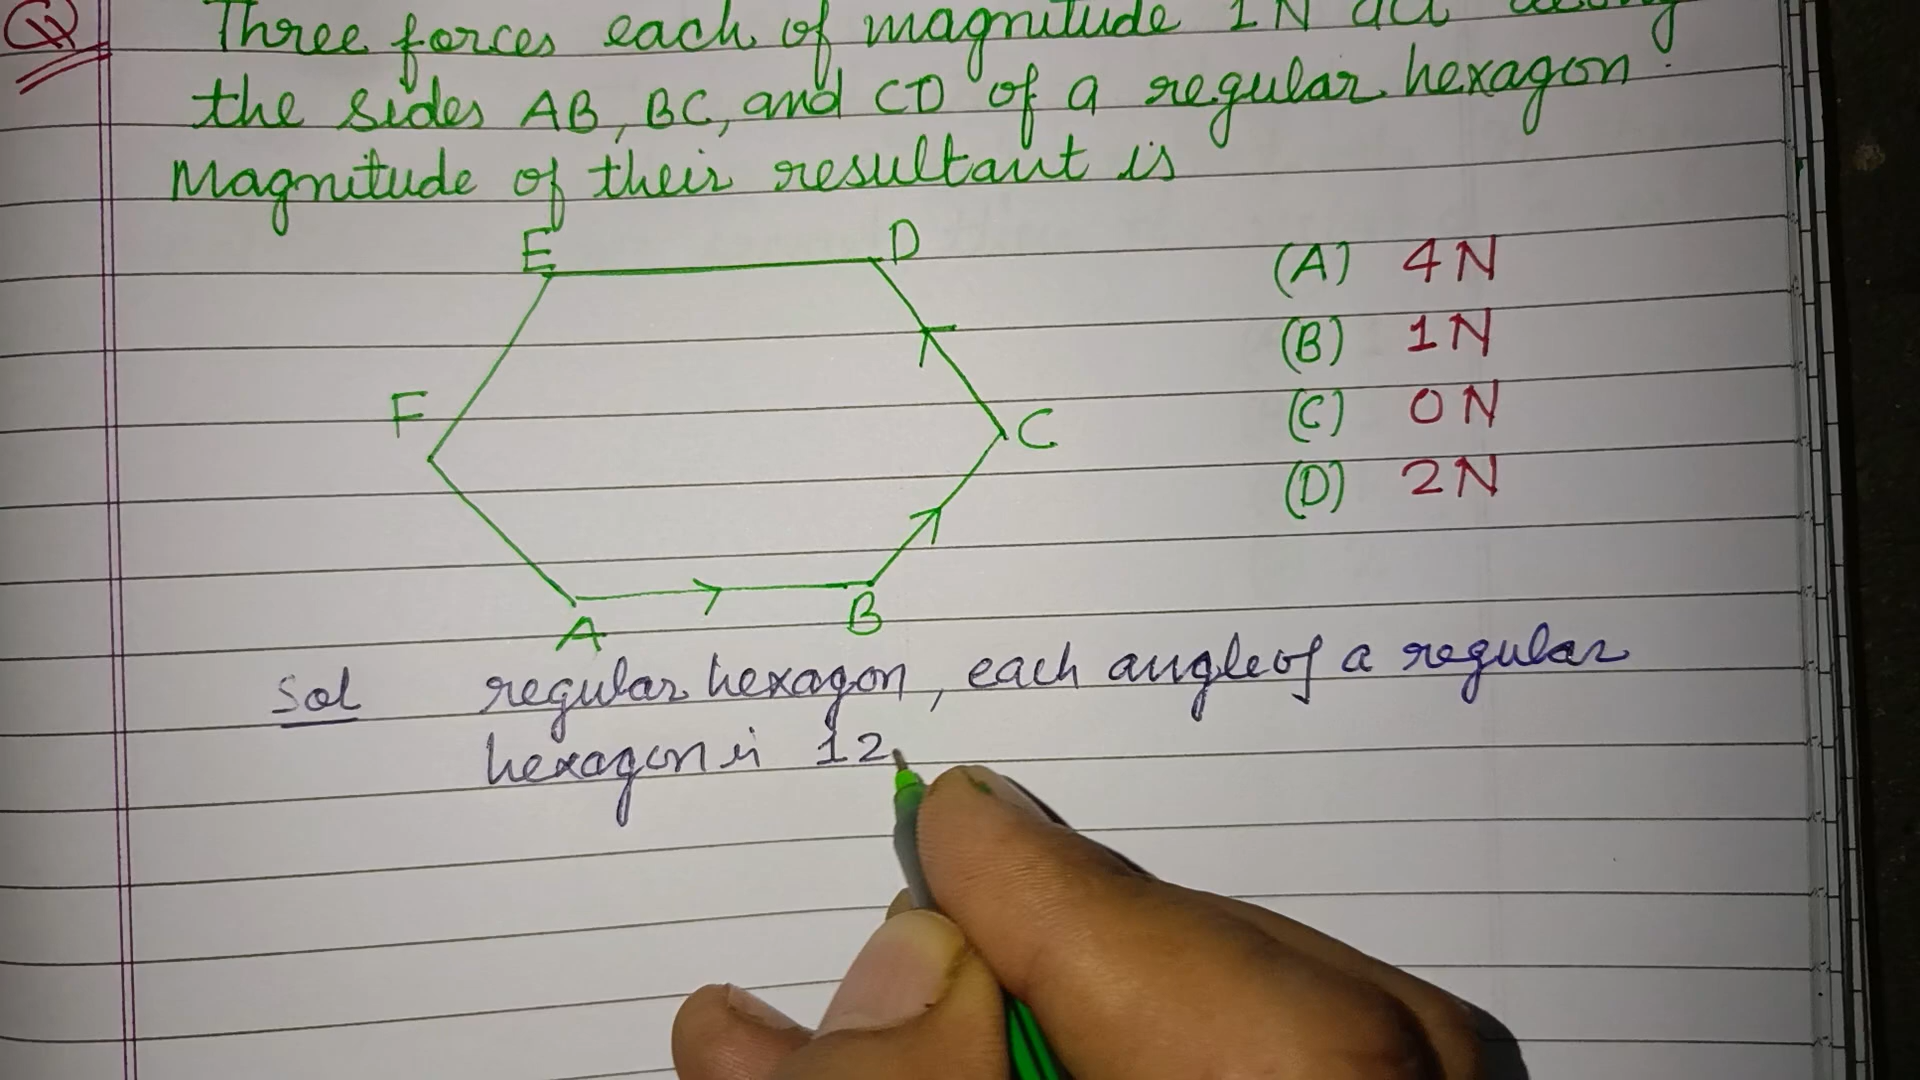 Q
Three forces each of magnitude 1N act along
the sides AB, BC, and CD of a regular hexagon.
Magnitude of their resultant is
E
D
(A) 4N
(B) 1N
F
C
(C) 0N
(D) 2N
A
B
Sol regular hexagon, each angle of a regular
hexagon is 12